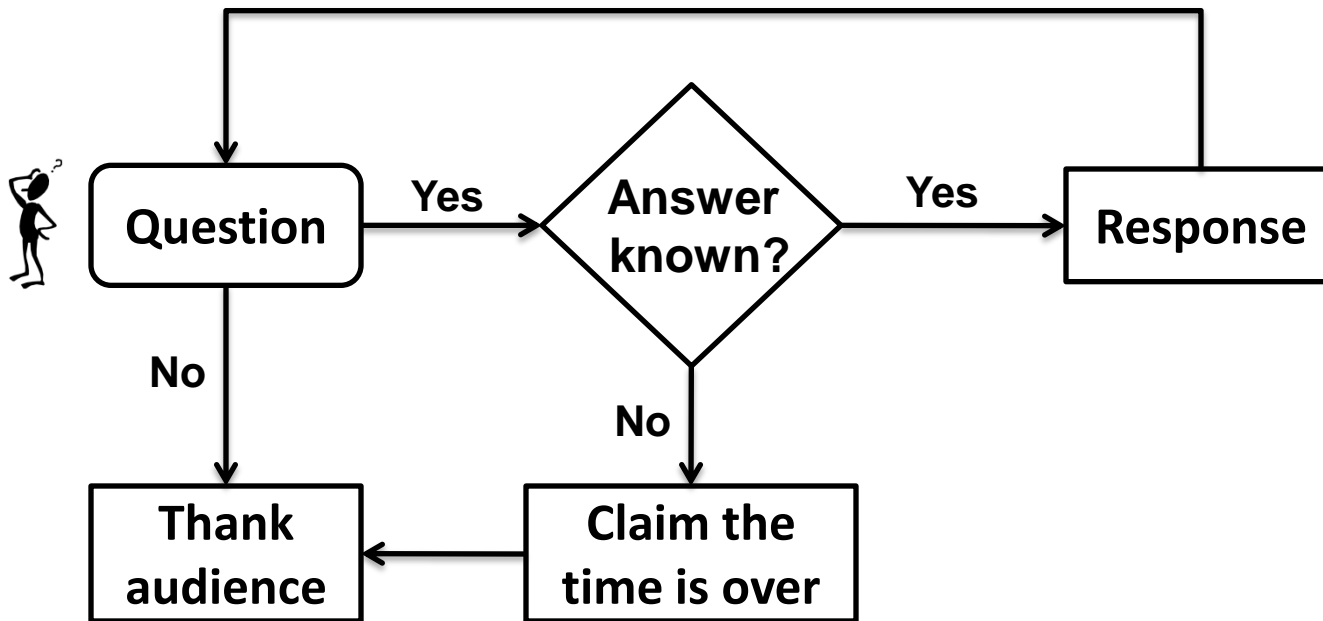 ?
Question
Yes
Answer
known?
Yes
Response
No
No
Thank
audience
Claim the
time is over